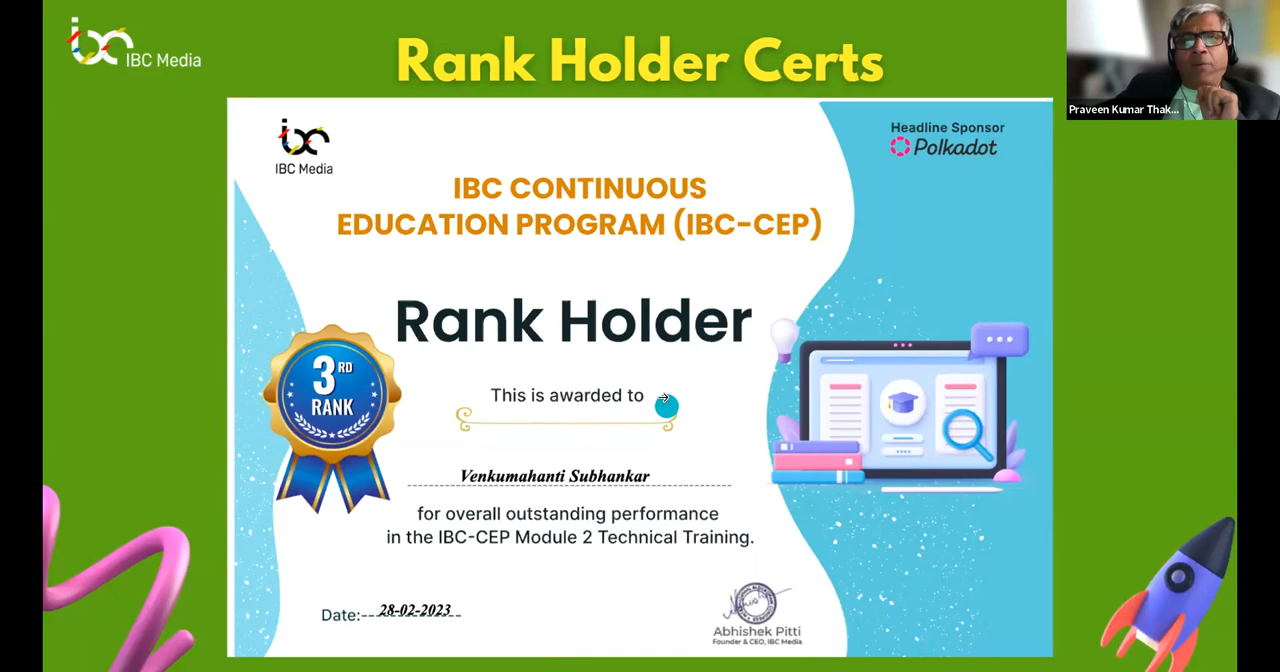 IBC Media
Rank Holder Certs
Praveen Kumar Thak...
IBC Media
Headline Sponsor
Polkadot
IBC CONTINUOUS
EDUCATION PROGRAM (IBC-CEP)
Rank Holder
3RD
RANK
This is awarded to
Venkumahanti Subhankar
for overall outstanding performance
in the IBC-CEP Module 2 Technical Training.
Date:
28-02-2023
Abhishek Pitti
Founder & CEO, IBC Media